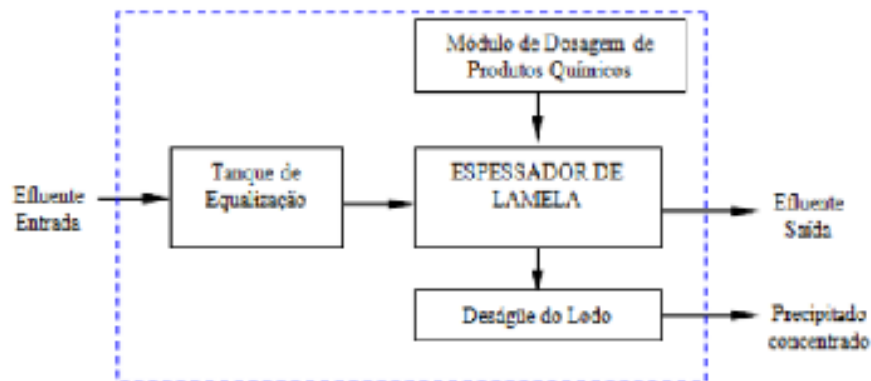 Módulo de Dosagem de
Produtos Químicos
Efluente
Entrada
Tanque de
Equalização
ESPESSADOR DE
LAMELA
Efluente
Saída
Deságüe do Lodo
Precipitado
concentrado